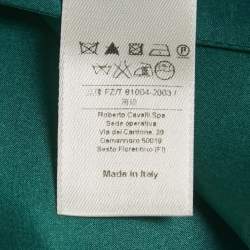 FZ/T 81004-2003
Roberto Cavalli Spa
Sede operativa
Via del Cantone, 29
Osmannoro 50019
Sesto Fiorentino (FI)
Made in Italy